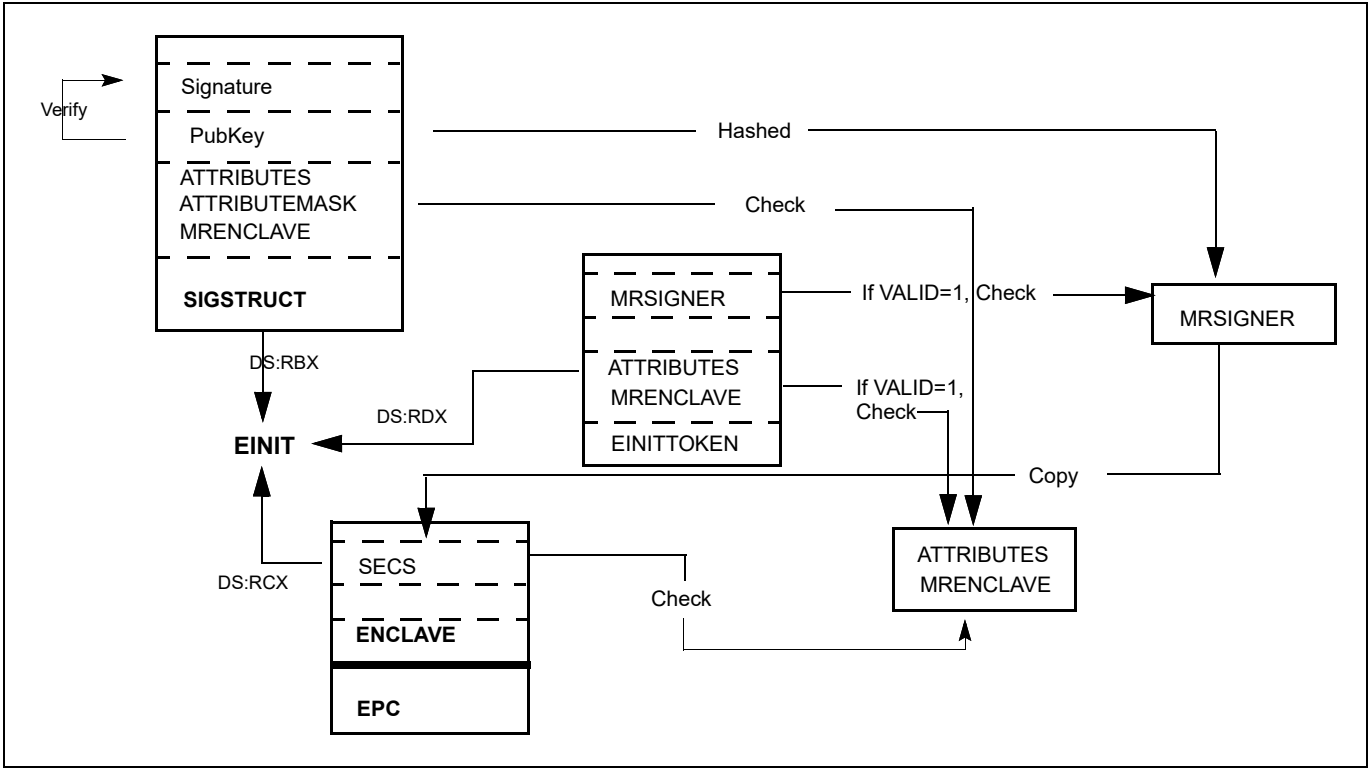 Signature
Verify
PubKey
Hashed
ATTRIBUTES
ATTRIBUTEMASK
MRENCLAVE
Check
SIGSTRUCT
MRSIGNER
If VALID=1, Check
MRSIGNER
DS:RBX
ATTRIBUTES
MRENCLAVE
If VALID=1,
Check
DS:RDX
EINIT
EINITTOKEN
Copy
SECS
DS:RCX
Check
ATTRIBUTES
MRENCLAVE
ENCLAVE
EPC